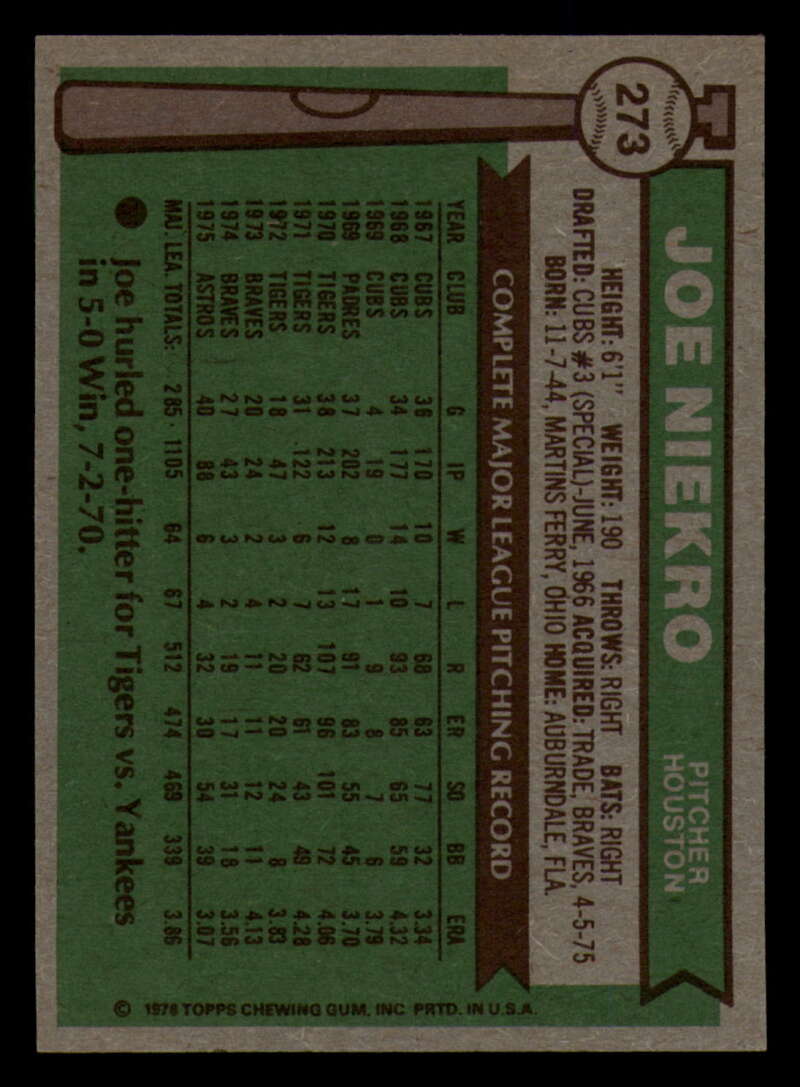 273
JOE NIEKRO
PITCHER
HOUSTON
HEIGHT: 6'1" WEIGHT: 190 THROWS: RIGHT BATS: RIGHT
DRAFTED: CUBS #3 (SPECIAL)-JUNE, 1966 ACQUIRED: TRADE, BRAVES, 4-5-75
BORN: 11-7-44, MARTINS FERRY, OHIO HOME: AUBURNDALE, FLA.
COMPLETE MAJOR LEAGUE PITCHING RECORD
YEAR CLUB G IP W L R ER SO BB ERA
1967 CUBS 36 170 10 7 68 63 77 32 3.34
1968 CUBS 34 177 14 10 93 85 65 59 4.32
1969 CUBS 4 19 0 1 9 8 7 6 3.79
1969 PADRES 37 202 8 17 91 83 55 45 3.70
1970 TIGERS 38 213 12 13 107 96 101 72 4.06
1971 TIGERS 31 122 6 7 62 61 43 49 4.28
1972 TIGERS 18 47 3 2 20 20 24 8 3.83
1973 BRAVES 20 24 2 4 11 11 12 11 4.13
1974 BRAVES 27 43 3 2 19 17 31 18 3.56
1975 ASTROS 40 88 6 4 32 30 54 39 3.07
MAJ. LEA. TOTALS: 285 1105 64 67 512 474 469 339 3.86
Joe hurled one-hitter for Tigers vs. Yankees
in 5-0 Win, 7-2-70.
© 1976 TOPPS CHEWING GUM, INC. PRTD. IN U.S.A.